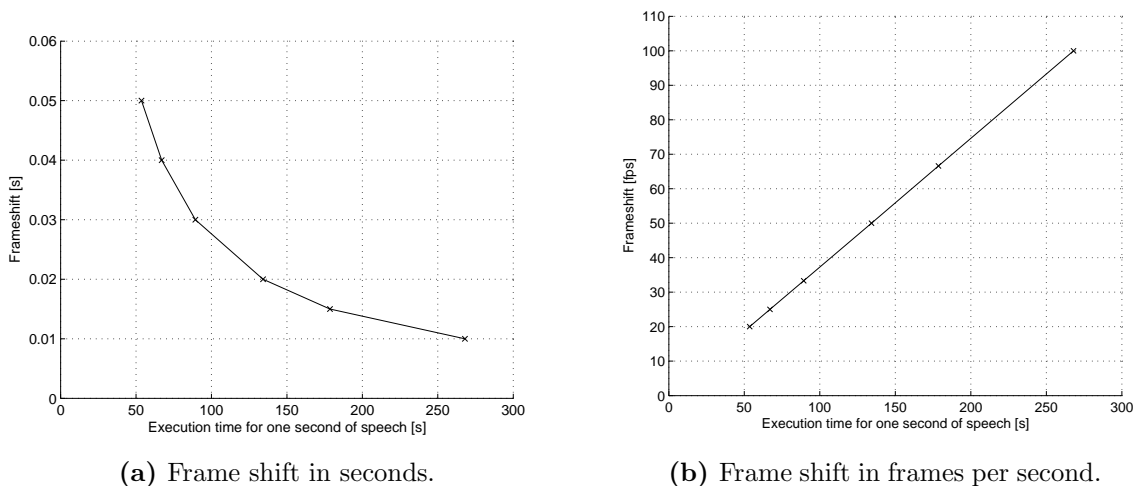 0.06
0.05
0.04
0.03
0.02
0.01
0
Frameshift [s]
0 50 100 150 200 250 300
Execution time for one second of speech [s]
(a) Frame shift in seconds.
110
100
90
80
70
60
50
40
30
20
10
0
Frameshift [fps]
0 50 100 150 200 250 300
Execution time for one second of speech [s]
(b) Frame shift in frames per second.